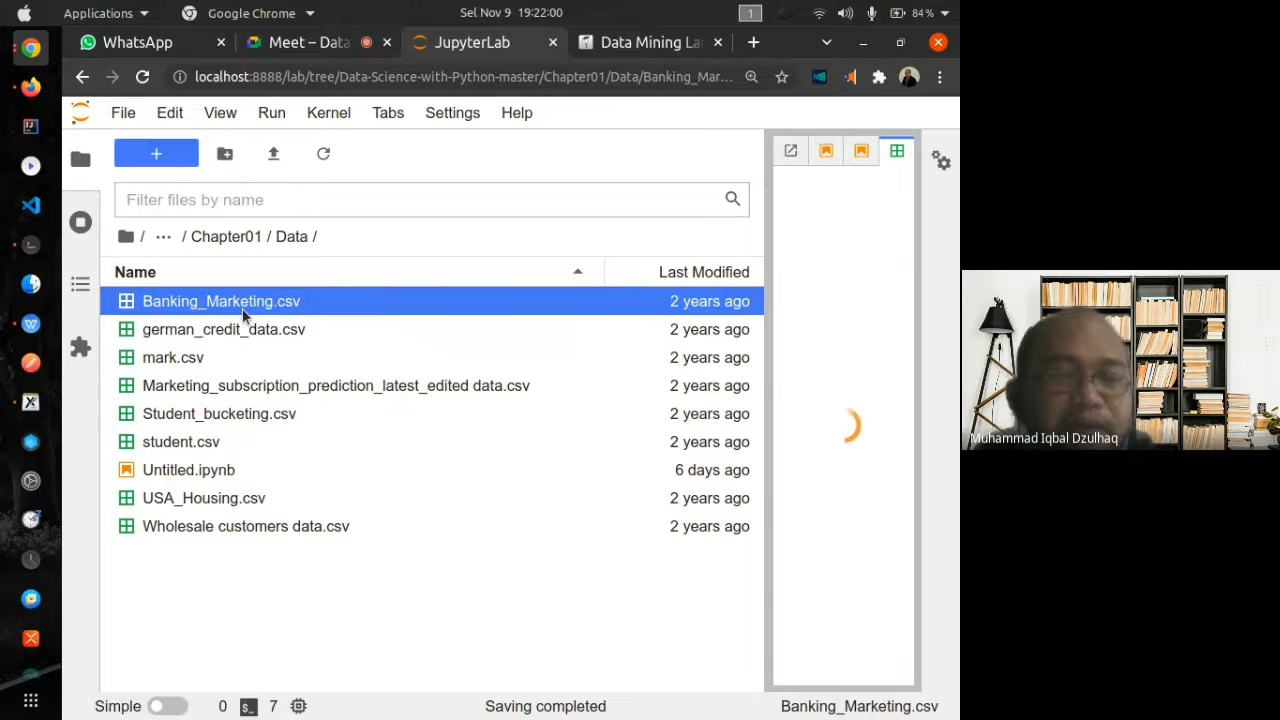 Applications
Google Chrome
Sel Nov 9 19:22:00
1
84%
WhatsApp
Meet – Data
JupyterLab
Data Mining La
localhost:8888/lab/tree/Data-Science-with-Python-master/Chapter01/Data/Banking_Mar...
File Edit View Run Kernel Tabs Settings Help
Filter files by name
/ ··· / Chapter01 / Data /
Name Last Modified
Banking_Marketing.csv 2 years ago
german_credit_data.csv 2 years ago
mark.csv 2 years ago
Marketing_subscription_prediction_latest_edited data.csv 2 years ago
Student_bucketing.csv 2 years ago
student.csv 2 years ago
Untitled.ipynb 6 days ago
USA_Housing.csv 2 years ago
Wholesale customers data.csv 2 years ago
Muhammad Iqbal Dzulhaq
Simple 0 $_ 7 Saving completed Banking_Marketing.csv